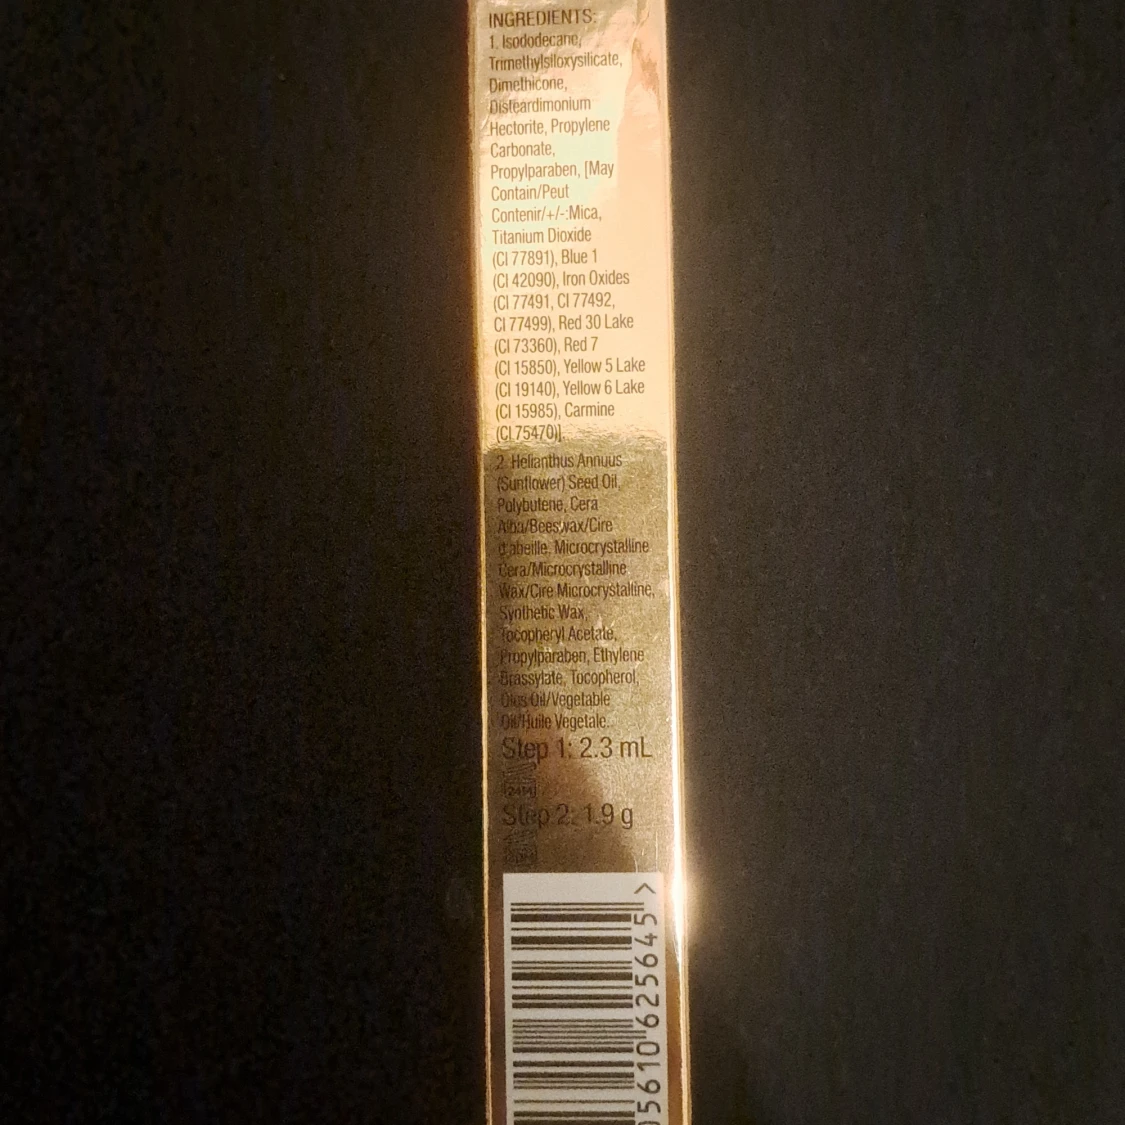 INGREDIENTS:
1. Isododecane,
Trimethylsiloxysilicate,
Dimethicone,
Disteardimonium
Hectorite, Propylene
Carbonate,
Propylparaben, [May
Contain/Peut
Contenir/+/-:Mica,
Titanium Dioxide
(CI 77891), Blue 1
(CI 42090), Iron Oxides
(CI 77491, CI 77492,
CI 77499), Red 30 Lake
(CI 73360), Red 7
(CI 15850), Yellow 5 Lake
(CI 19140), Yellow 6 Lake
(CI 15985), Carmine
(CI 75470)].
2. Helianthus Annuus
(Sunflower) Seed Oil,
Polybutene, Cera
Alba/Beeswax/Cire
d'abeille, Microcrystalline
Cera/Microcrystalline
Wax/Cire Microcrystalline,
Synthetic Wax,
Tocopheryl Acetate,
Propylparaben, Ethylene
Brassylate, Tocopherol,
Olus Oil/Vegetable
Oil/Huile Vegetale.
Step 1: 2.3 mL
24M
Step 2: 1.9 g
5610 625645 >